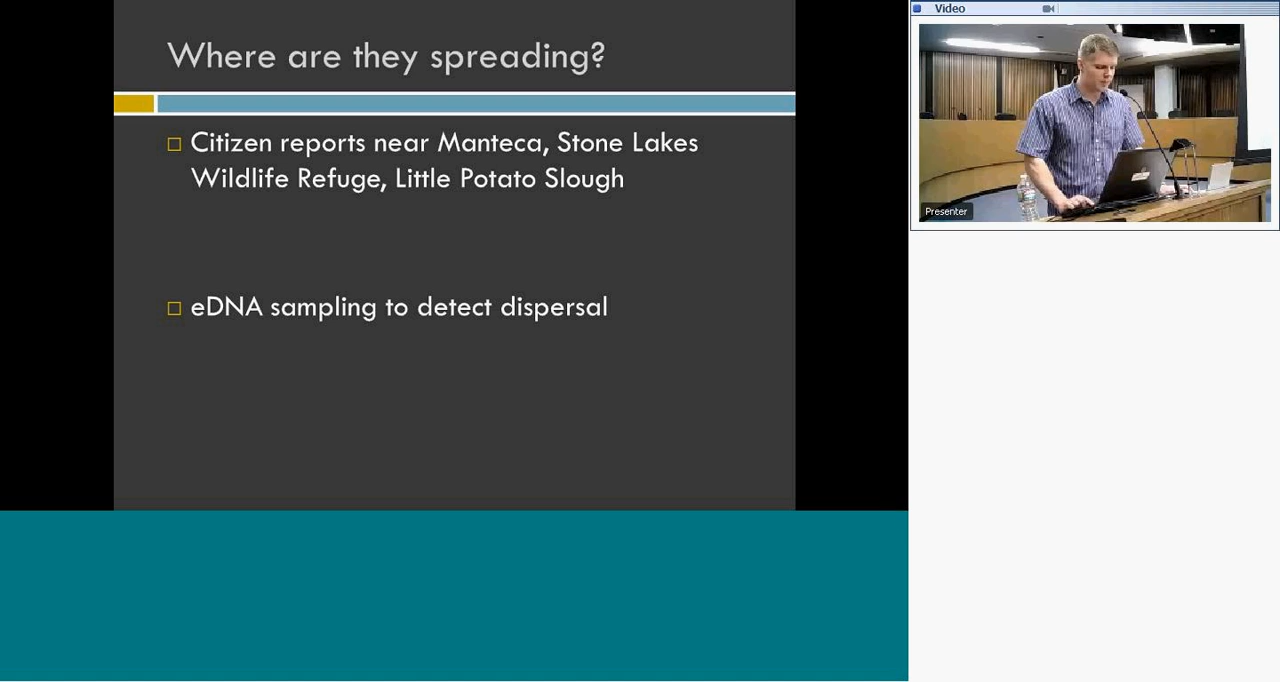 Where are they spreading?
Citizen reports near Manteca, Stone Lakes
Wildlife Refuge, Little Potato Slough
eDNA sampling to detect dispersal
Video
Presenter